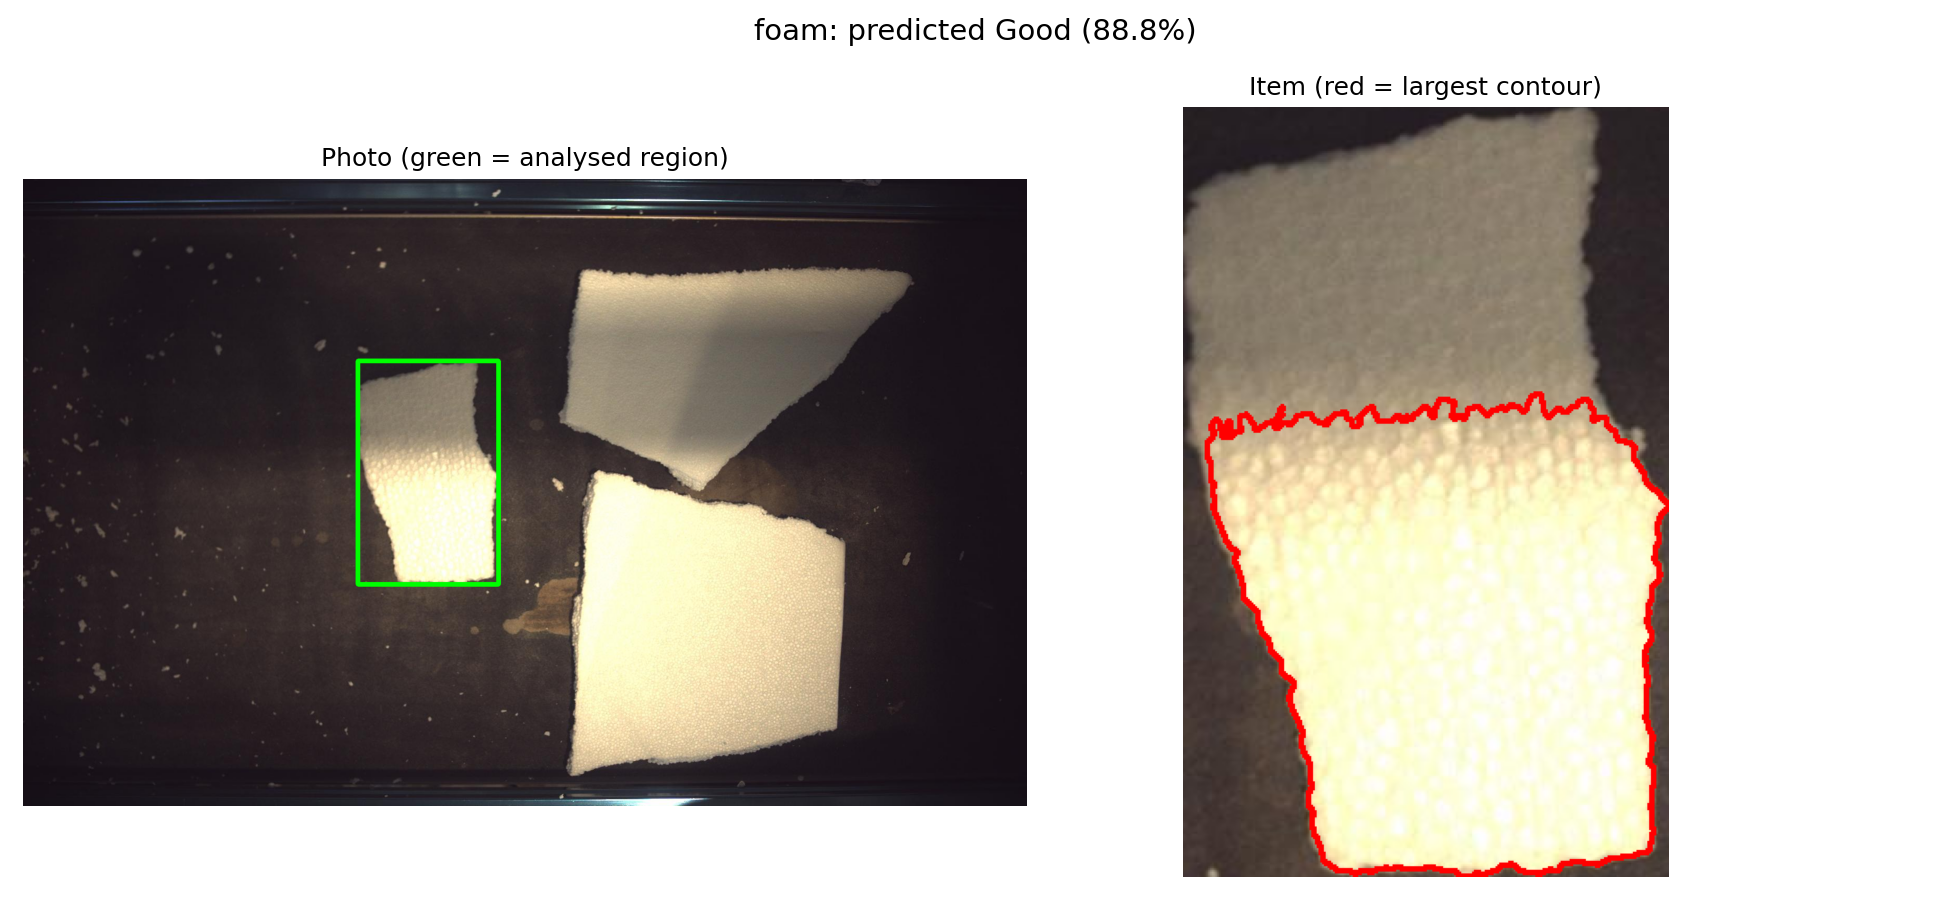 foam: predicted Good (88.8%)
Photo (green = analysed region)
Item (red = largest contour)